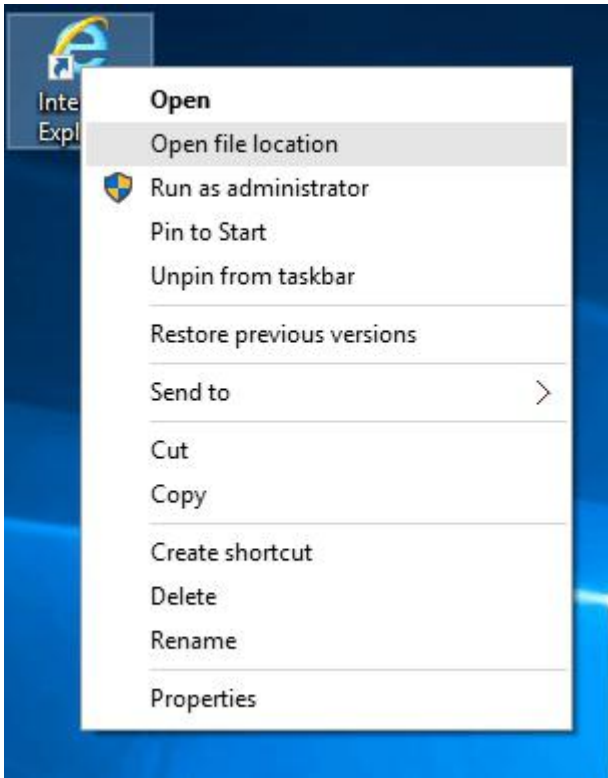 Inte
Expl
Open
Open file location
Run as administrator
Pin to Start
Unpin from taskbar
Restore previous versions
Send to
Cut
Copy
Create shortcut
Delete
Rename
Properties